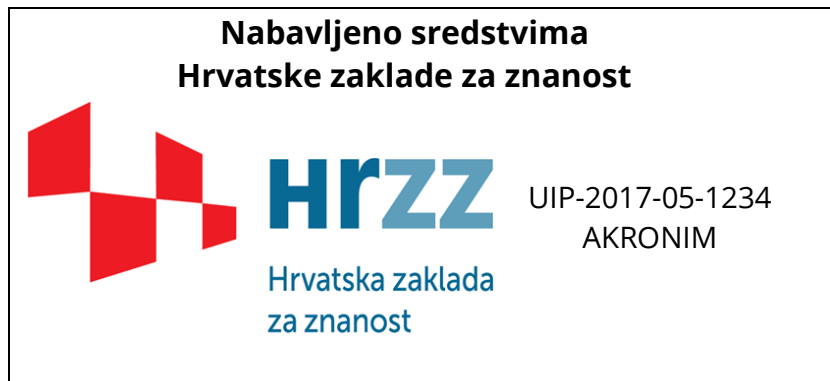 Nabavljeno sredstvima
Hrvatske zaklade za znanost
HrZZ
Hrvatska zaklada
za znanost
UIP-2017-05-1234
AKRONIM